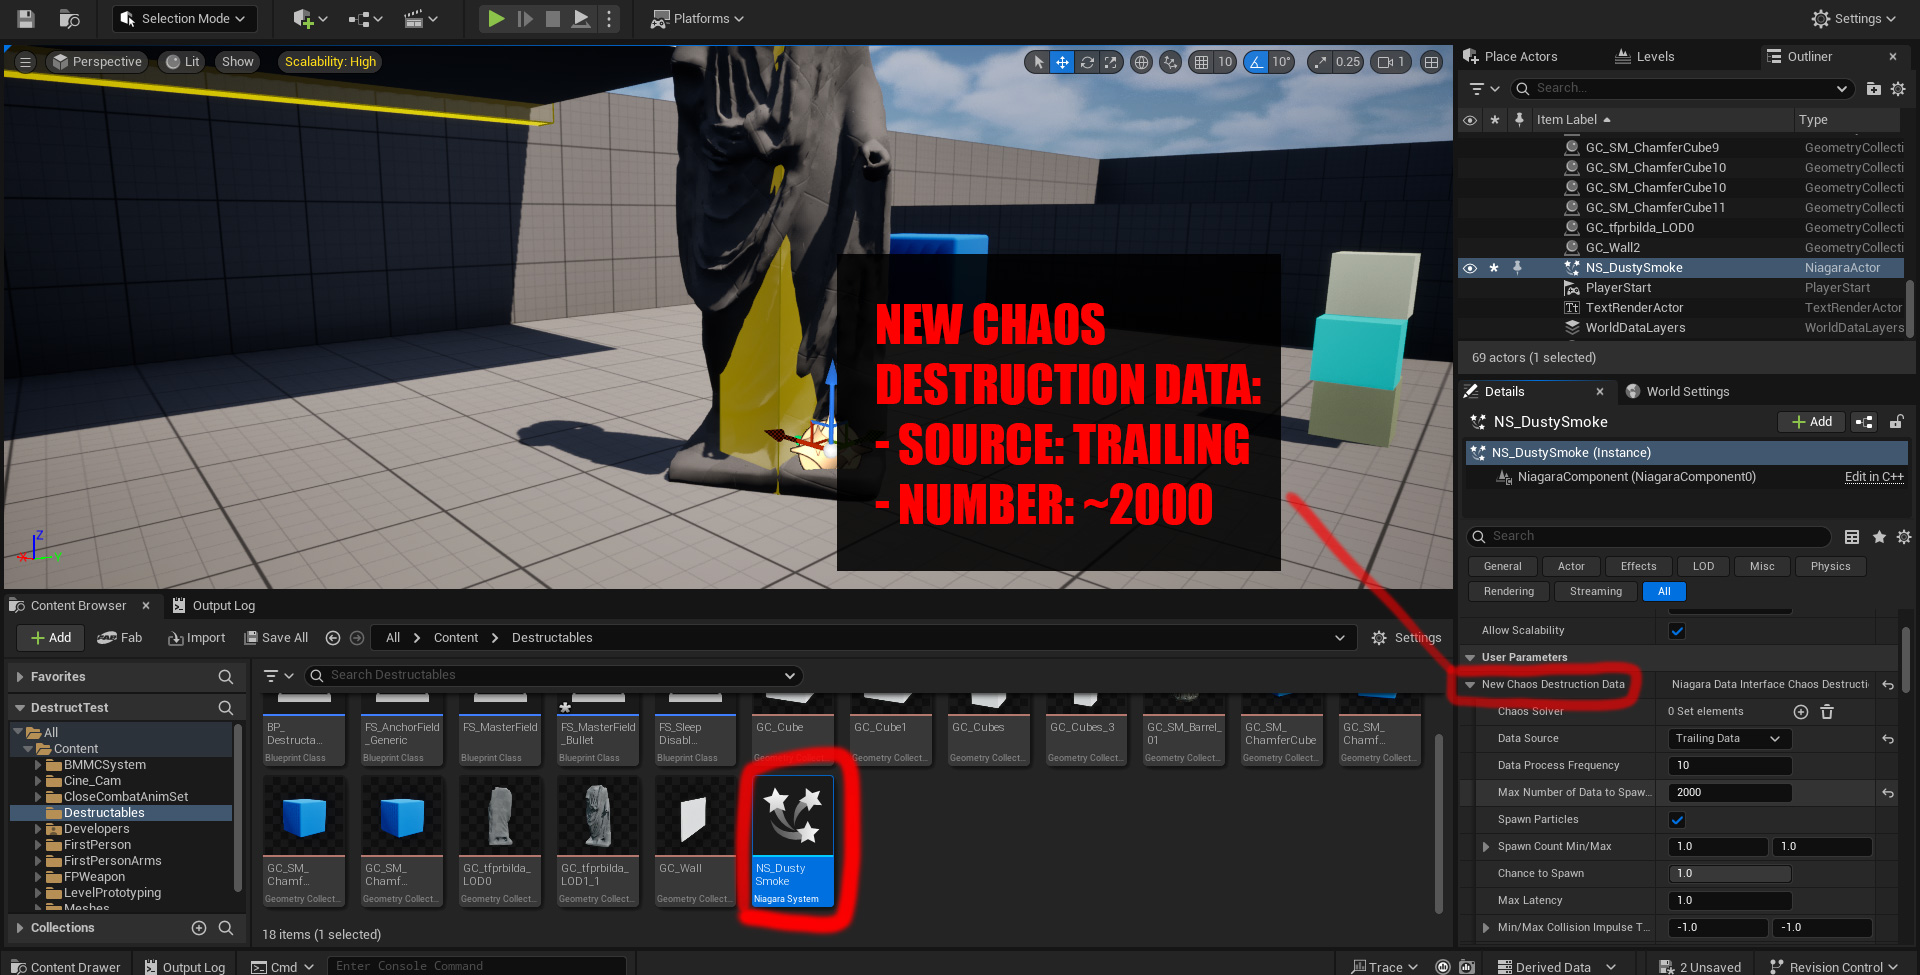 Selection Mode
Platforms
Settings
Perspective
Lit
Show
Scalability: High
10
10°
0.25
1
NEW CHAOS
DESTRUCTION DATA:
- SOURCE: TRAILING
- NUMBER: ~2000
Z
X
Y
Place Actors
Levels
Outliner
Search...
Item Label
Type
GC_SM_ChamferCube9 GeometryCollecti
GC_SM_ChamferCube10 GeometryCollecti
GC_SM_ChamferCube10 GeometryCollecti
GC_SM_ChamferCube11 GeometryCollecti
GC_tfprbilda_LOD0 GeometryCollecti
GC_Wall2 GeometryCollecti
NS_DustySmoke NiagaraActor
PlayerStart PlayerStart
TextRenderActor TextRenderActor
WorldDataLayers WorldDataLayers
69 actors (1 selected)
Details
World Settings
NS_DustySmoke
Add
NS_DustySmoke (Instance)
NiagaraComponent (NiagaraComponent0)
Edit in C++
Search
General
Actor
Effects
LOD
Misc
Physics
Rendering
Streaming
All
Allow Scalability
User Parameters
New Chaos Destruction Data Niagara Data Interface Chaos Destructi
Chaos Solver 0 Set elements
Data Source Trailing Data
Data Process Frequency 10
Max Number of Data to Spaw... 2000
Spawn Particles
Spawn Count Min/Max 1.0 1.0
Chance to Spawn 1.0
Max Latency 1.0
Min/Max Collision Impulse T... -1.0 -1.0
Content Browser
Output Log
Add
Fab
Import
Save All
All
Content
Destructables
Settings
Favorites
DestructTest
All
Content
BMMCSystem
Cine_Cam
CloseCombatAnimSet
Destructables
Developers
FirstPerson
FirstPersonArms
FPWeapon
LevelPrototyping
Meshes
Collections
Search Destructables
BP_
Destructa...
FS_AnchorField
_Generic
Blueprint Class
FS_MasterField
Blueprint Class
FS_MasterField
_Bullet
Blueprint Class
FS_Sleep
Disabl...
Blueprint Class
GC_Cube
Geometry Collect...
GC_Cube1
Geometry Collect...
GC_Cubes
Geometry Collect...
GC_Cubes_3
Geometry Collect...
GC_SM_Barrel_
01
Geometry Collect...
GC_SM_
ChamferCube
Geometry Collect...
GC_SM_
Chamf...
Geometry Collect...
Blueprint Class
GC_SM_
Chamf...
Geometry Collect...
GC_SM_
Chamf...
Geometry Collect...
GC_tfprbilda_
LOD0
Geometry Collect...
GC_tfprbilda_
LOD1_1
Geometry Collect...
GC_Wall
Geometry Collect...
NS_Dusty
Smoke
Niagara System
18 items (1 selected)
Content Drawer
Output Log
Cmd
Enter Console Command
Trace
Derived Data
2 Unsaved
Revision Control